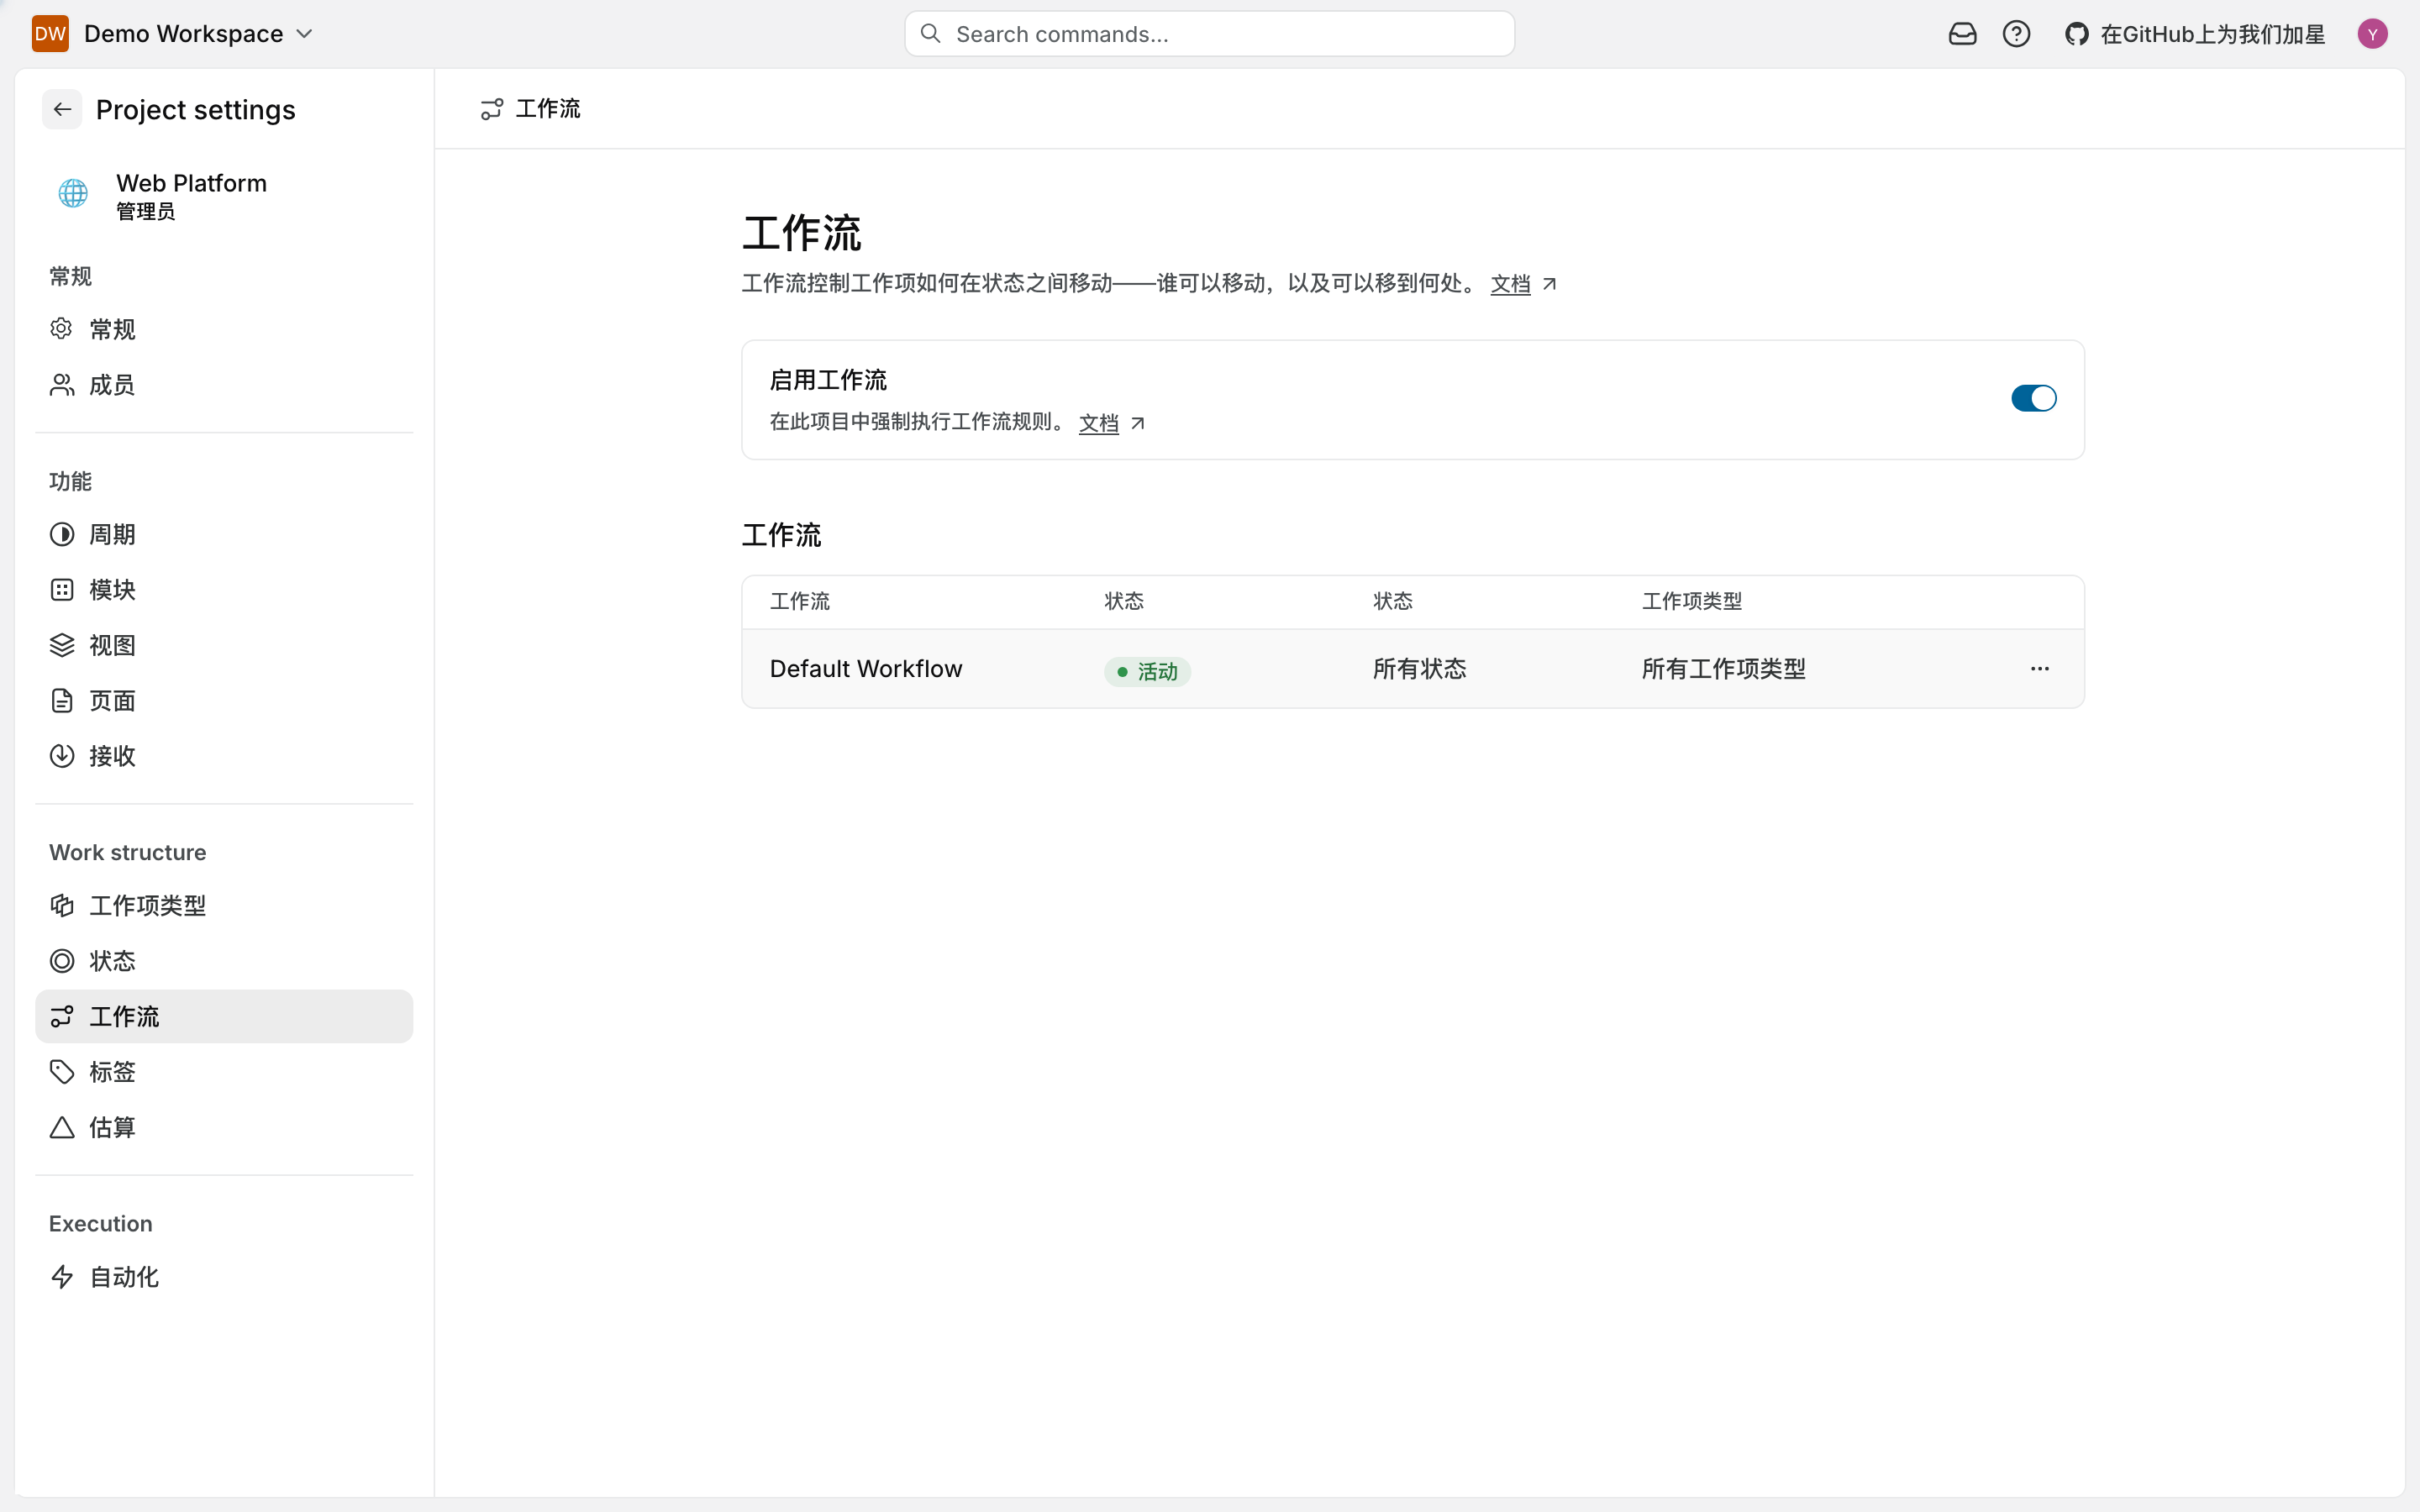 DW Demo Workspace
Search commands...
在GitHub上为我们加星
Y
Project settings
Web Platform
管理员
常规
常规
成员
功能
周期
模块
视图
页面
接收
Work structure
工作项类型
状态
工作流
标签
估算
Execution
自动化
工作流
工作流
工作流控制工作项如何在状态之间移动——谁可以移动，以及可以移到何处。 文档
启用工作流
在此项目中强制执行工作流规则。 文档
工作流
工作流 状态 状态 工作项类型
Default Workflow 活动 所有状态 所有工作项类型